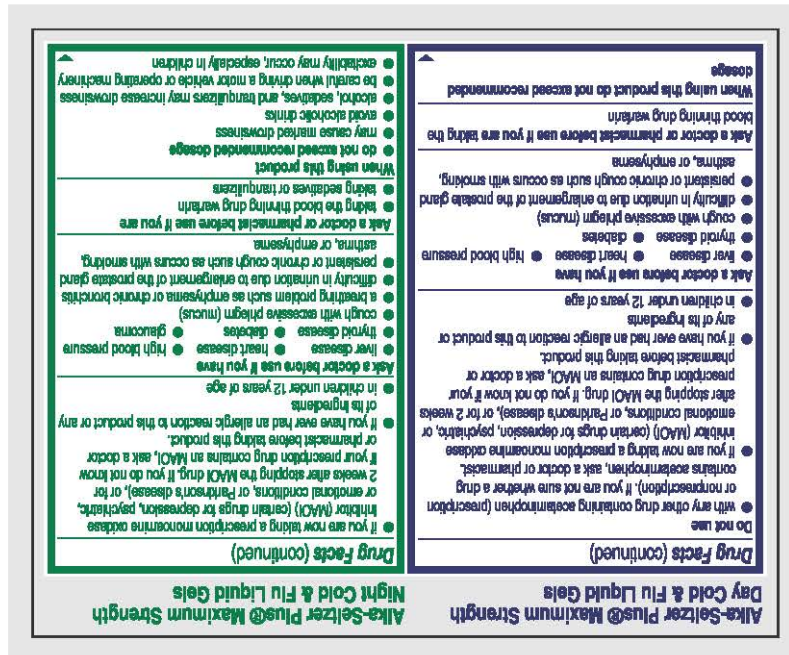 Alka-Seltzer Plus® Maximum Strength
Day Cold & Flu Liquid Gels
Drug Facts (continued)
Do not use
● with any other drug containing acetaminophen (prescription
or nonprescription). If you are not sure whether a drug
contains acetaminophen, ask a doctor or pharmacist.
● if you are now taking a prescription monoamine oxidase
inhibitor (MAOI) (certain drugs for depression, psychiatric, or
emotional conditions, or Parkinson's disease), or for 2 weeks
after stopping the MAOI drug. If you do not know if your
prescription drug contains an MAOI, ask a doctor or
pharmacist before taking this product.
● if you have ever had an allergic reaction to this product or
any of its ingredients
● in children under 12 years of age
Ask a doctor before use if you have
● liver disease ● heart disease ● high blood pressure
● thyroid disease ● diabetes
● cough with excessive phlegm (mucus)
● difficulty in urination due to enlargement of the prostate gland
● persistent or chronic cough such as occurs with smoking,
asthma, or emphysema
Ask a doctor or pharmacist before use if you are taking the
blood thinning drug warfarin
When using this product do not exceed recommended
dosage
Alka-Seltzer Plus® Maximum Strength
Night Cold & Flu Liquid Gels
Drug Facts (continued)
● if you are now taking a prescription monoamine oxidase
inhibitor (MAOI) (certain drugs for depression, psychiatric,
or emotional conditions, or Parkinson's disease), or for
2 weeks after stopping the MAOI drug. If you do not know
if your prescription drug contains an MAOI, ask a doctor
or pharmacist before taking this product.
● if you have ever had an allergic reaction to this product or any
of its ingredients
● in children under 12 years of age
Ask a doctor before use if you have
● liver disease ● heart disease ● high blood pressure
● thyroid disease ● diabetes ● glaucoma
● cough with excessive phlegm (mucus)
● a breathing problem such as emphysema or chronic bronchitis
● difficulty in urination due to enlargement of the prostate gland
● persistent or chronic cough such as occurs with smoking,
asthma, or emphysema
Ask a doctor or pharmacist before use if you are
● taking the blood thinning drug warfarin
● taking sedatives or tranquilizers
When using this product
● do not exceed recommended dosage
● may cause marked drowsiness
● avoid alcoholic drinks
● alcohol, sedatives, and tranquilizers may increase drowsiness
● be careful when driving a motor vehicle or operating machinery
● excitability may occur, especially in children